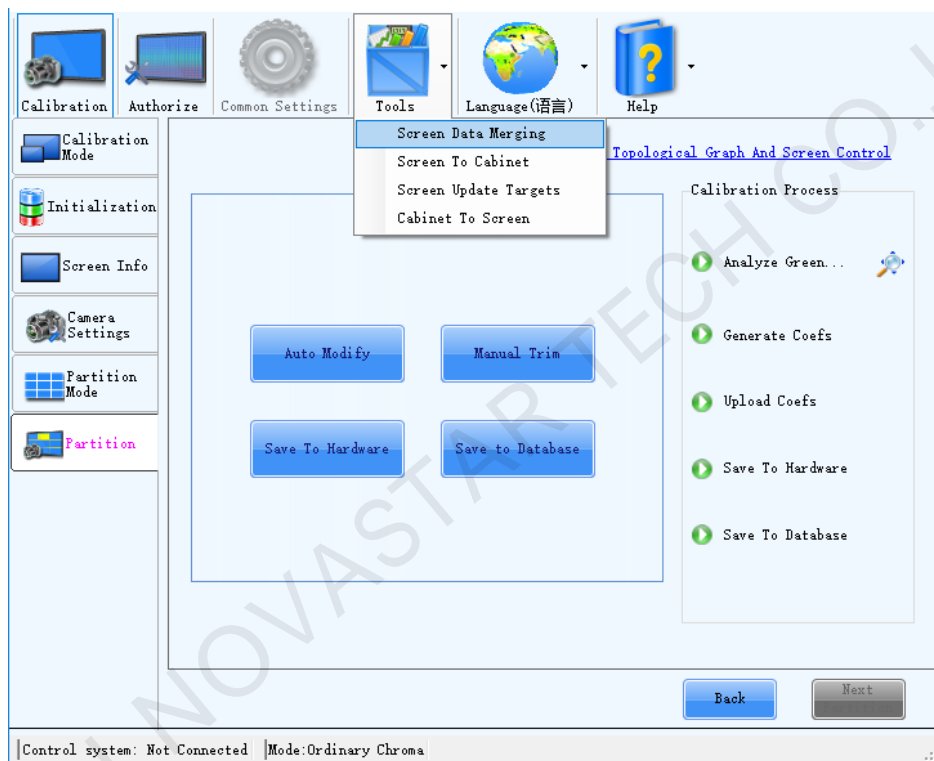 Calibration
Authorize
Common Settings
Tools
Language(语言)
Help
Screen Data Merging
Screen To Cabinet
Screen Update Targets
Cabinet To Screen
Calibration
Mode
Initialization
Screen Info
Camera
Settings
Partition
Mode
Partition
Topological Graph And Screen Control
Auto Modify
Manual Trim
Save To Hardware
Save to Database
Calibration Process
Analyze Green...
Generate Coefs
Upload Coefs
Save To Hardware
Save To Database
Back
Next
Control system: Not Connected
Mode:Ordinary Chroma
NOVASTAR TECH CO.,